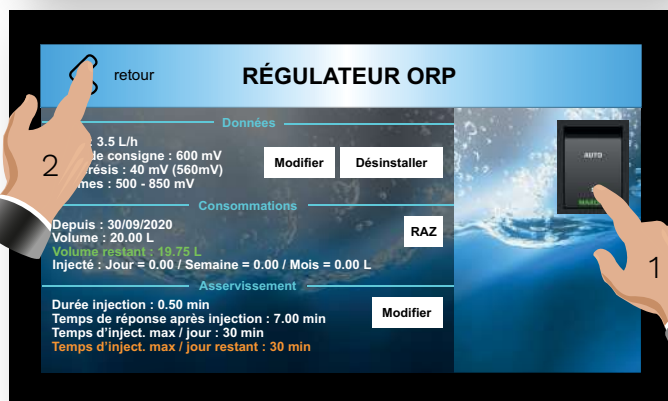 retour
RÉGULATEUR ORP
Données
: 3.5 L/h
de consigne : 600 mV
: 40 mV (560mV)
: 500 - 850 mV
Modifier
Désinstaller
AUTO
Consommations
Depuis : 30/09/2020
Volume : 20.00 L
Volume restant : 19.75 L
Injecté : Jour = 0.00 / Semaine = 0.00 / Mois = 0.00 L
RAZ
Asservissement
Durée injection : 0.50 min
Temps de réponse après injection : 7.00 min
Temps d'inject. max / jour : 30 min
Temps d'inject. max / jour restant : 30 min
Modifier
2
1